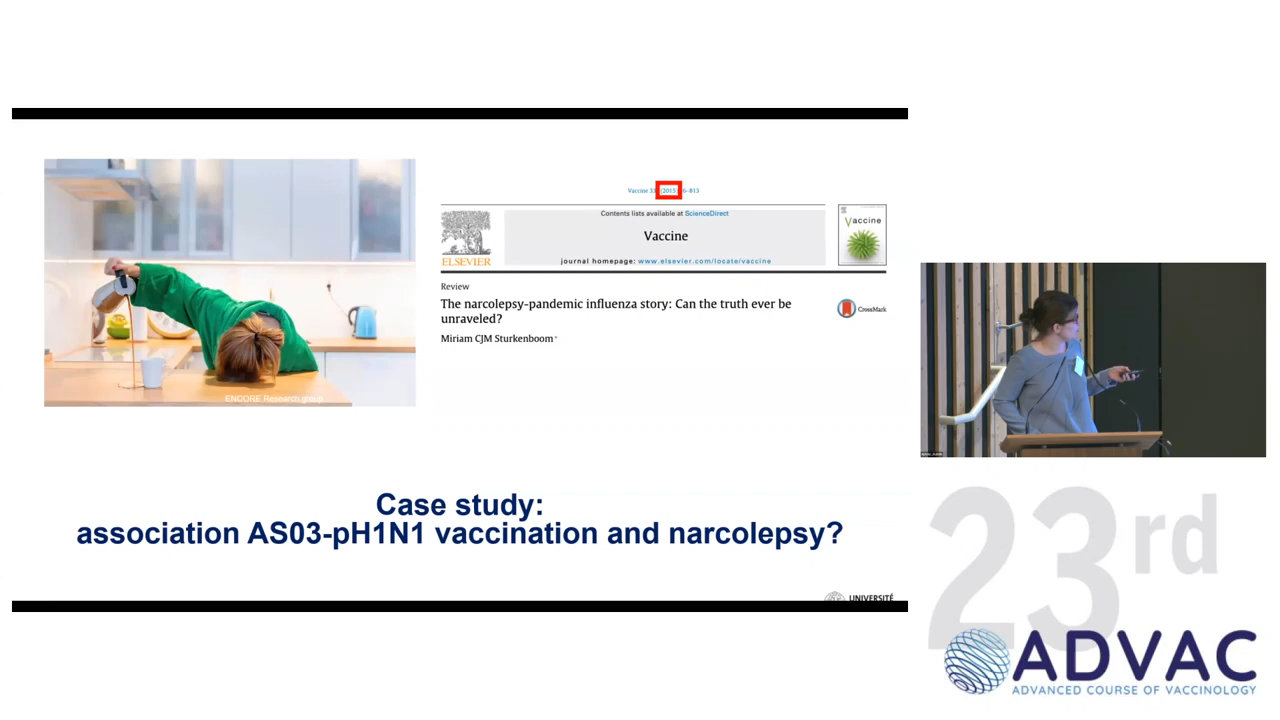 Vaccine 33 (2015) 6–813
Contents lists available at ScienceDirect
Vaccine
journal homepage: www.elsevier.com/locate/vaccine
ELSEVIER
Vaccine
Review
The narcolepsy-pandemic influenza story: Can the truth ever be
unraveled?
Miriam CJM Sturkenboom*
CrossMark
ENCORE Research group
Case study:
association AS03-pH1N1 vaccination and narcolepsy?
UNIVERSITÉ
23rd
ADVAC
ADVANCED COURSE OF VACCINOLOGY